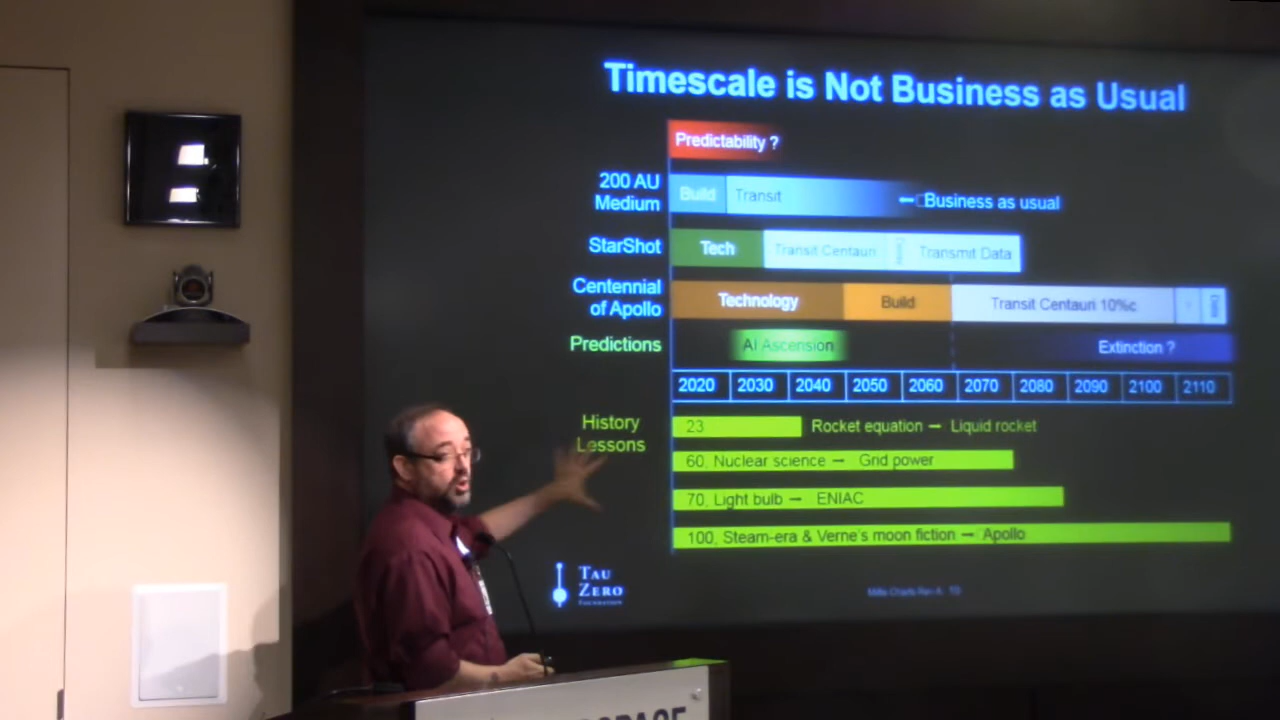 Timescale is Not Business as Usual
Predictability ?
200 AU
Medium
Build
Transit
Business as usual
StarShot
Tech
Transit Centauri
Transmit Data
Centennial
of Apollo
Technology
Build
Transit Centauri 10%c
Data
Predictions
AI Ascension
Extinction ?
2020 2030 2040 2050 2060 2070 2080 2090 2100 2110
History
Lessons
23
Rocket equation – Liquid rocket
60, Nuclear science – Grid power
70, Light bulb – ENIAC
100, Steam-era & Verne's moon fiction – Apollo
TAU
ZERO
FOUNDATION